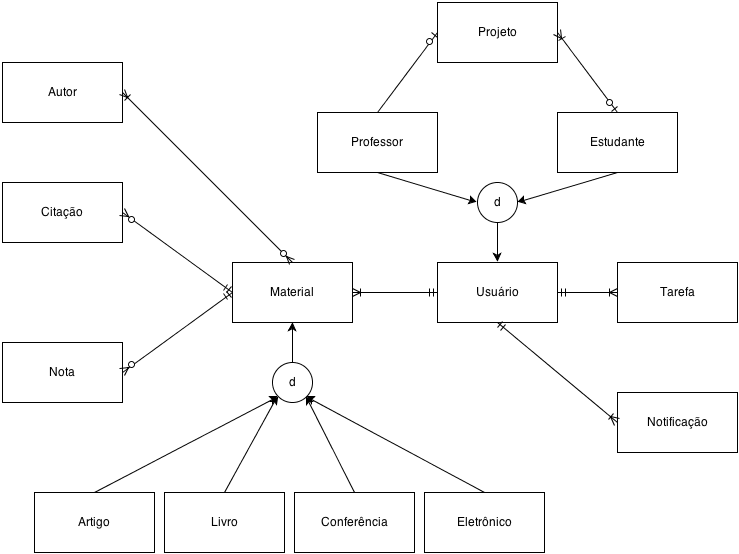 Projeto
Autor
Professor
Estudante
Citação
d
Material
Usuário
Tarefa
Nota
d
Notificação
Artigo
Livro
Conferência
Eletrônico